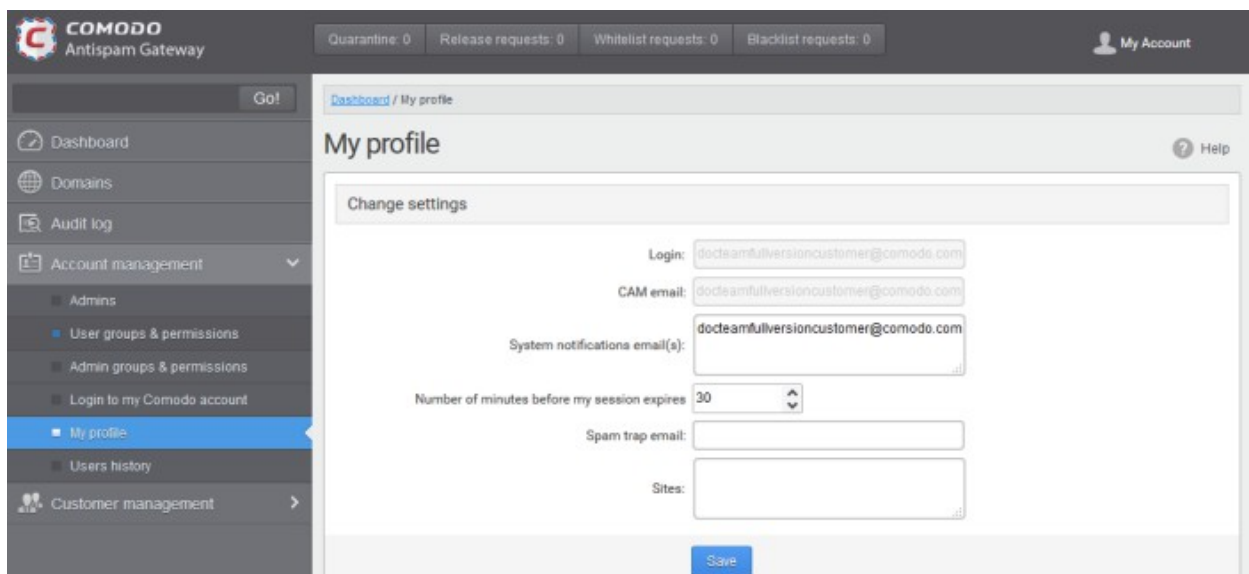 COMODO
Antispam Gateway
Quarantine: 0 Release requests: 0 Whitelist requests: 0 Blacklist requests: 0
My Account
Go!
Dashboard / My profile
Dashboard
Domains
Audit log
Account management
Admins
User groups & permissions
Admin groups & permissions
Login to my Comodo account
My profile
Users history
Customer management
My profile
Help
Change settings
Login: docteamfullversioncustomer@comodo.com
CAM email: docteamfullversioncustomer@comodo.com
System notifications email(s): docteamfullversioncustomer@comodo.com
Number of minutes before my session expires 30
Spam trap email:
Sites:
Save